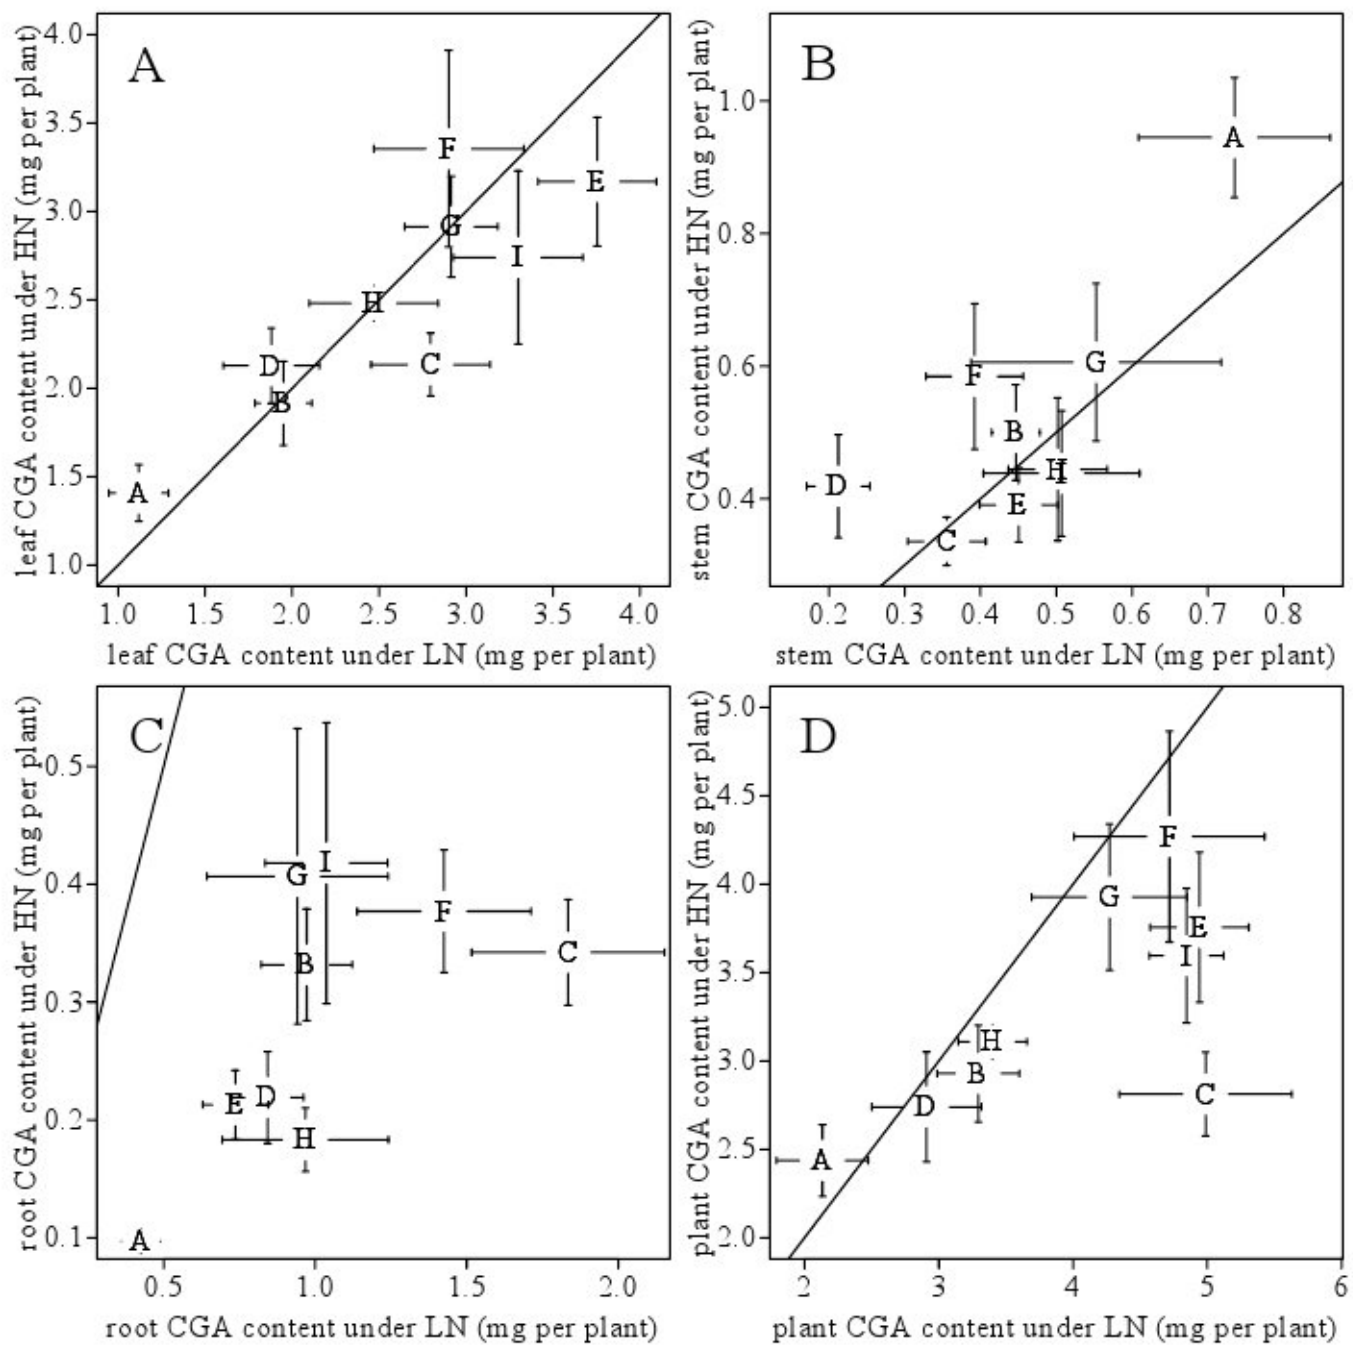 A
leaf CGA content under HN (mg per plant)
4.0
3.5
3.0
2.5
2.0
1.5
1.0
F
E
G
I
H
D
C
B
A
1.0 1.5 2.0 2.5 3.0 3.5 4.0
leaf CGA content under LN (mg per plant)
B
stem CGA content under HN (mg per plant)
1.0
0.8
0.6
0.4
A
G
F
B
H I
D
E
C
0.2 0.3 0.4 0.5 0.6 0.7 0.8
stem CGA content under LN (mg per plant)
C
root CGA content under HN (mg per plant)
0.5
0.4
0.3
0.2
0.1
I
G
F
C
B
D
E
H
A
0.5 1.0 1.5 2.0
root CGA content under LN (mg per plant)
D
plant CGA content under HN (mg per plant)
5.0
4.5
4.0
3.5
3.0
2.5
2.0
F
G
E
I
H
B
C
D
A
2 3 4 5 6
plant CGA content under LN (mg per plant)